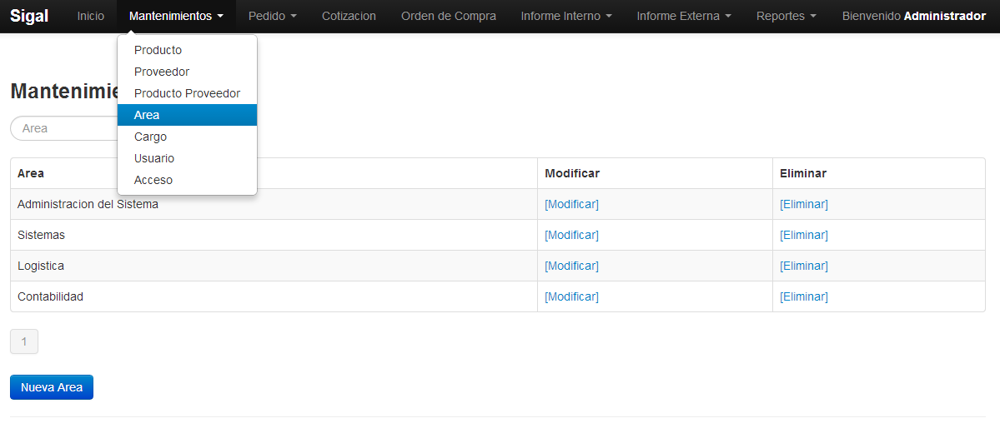 Sigal Inicio Mantenimientos Pedido Cotizacion Orden de Compra Informe Interno Informe Externa Reportes Bienvenido Administrador
Producto
Proveedor
Producto Proveedor
Area
Cargo
Usuario
Acceso
Area
Area Modificar Eliminar
Administracion del Sistema [Modificar] [Eliminar]
Sistemas [Modificar] [Eliminar]
Logistica [Modificar] [Eliminar]
Contabilidad [Modificar] [Eliminar]
1
Nueva Area